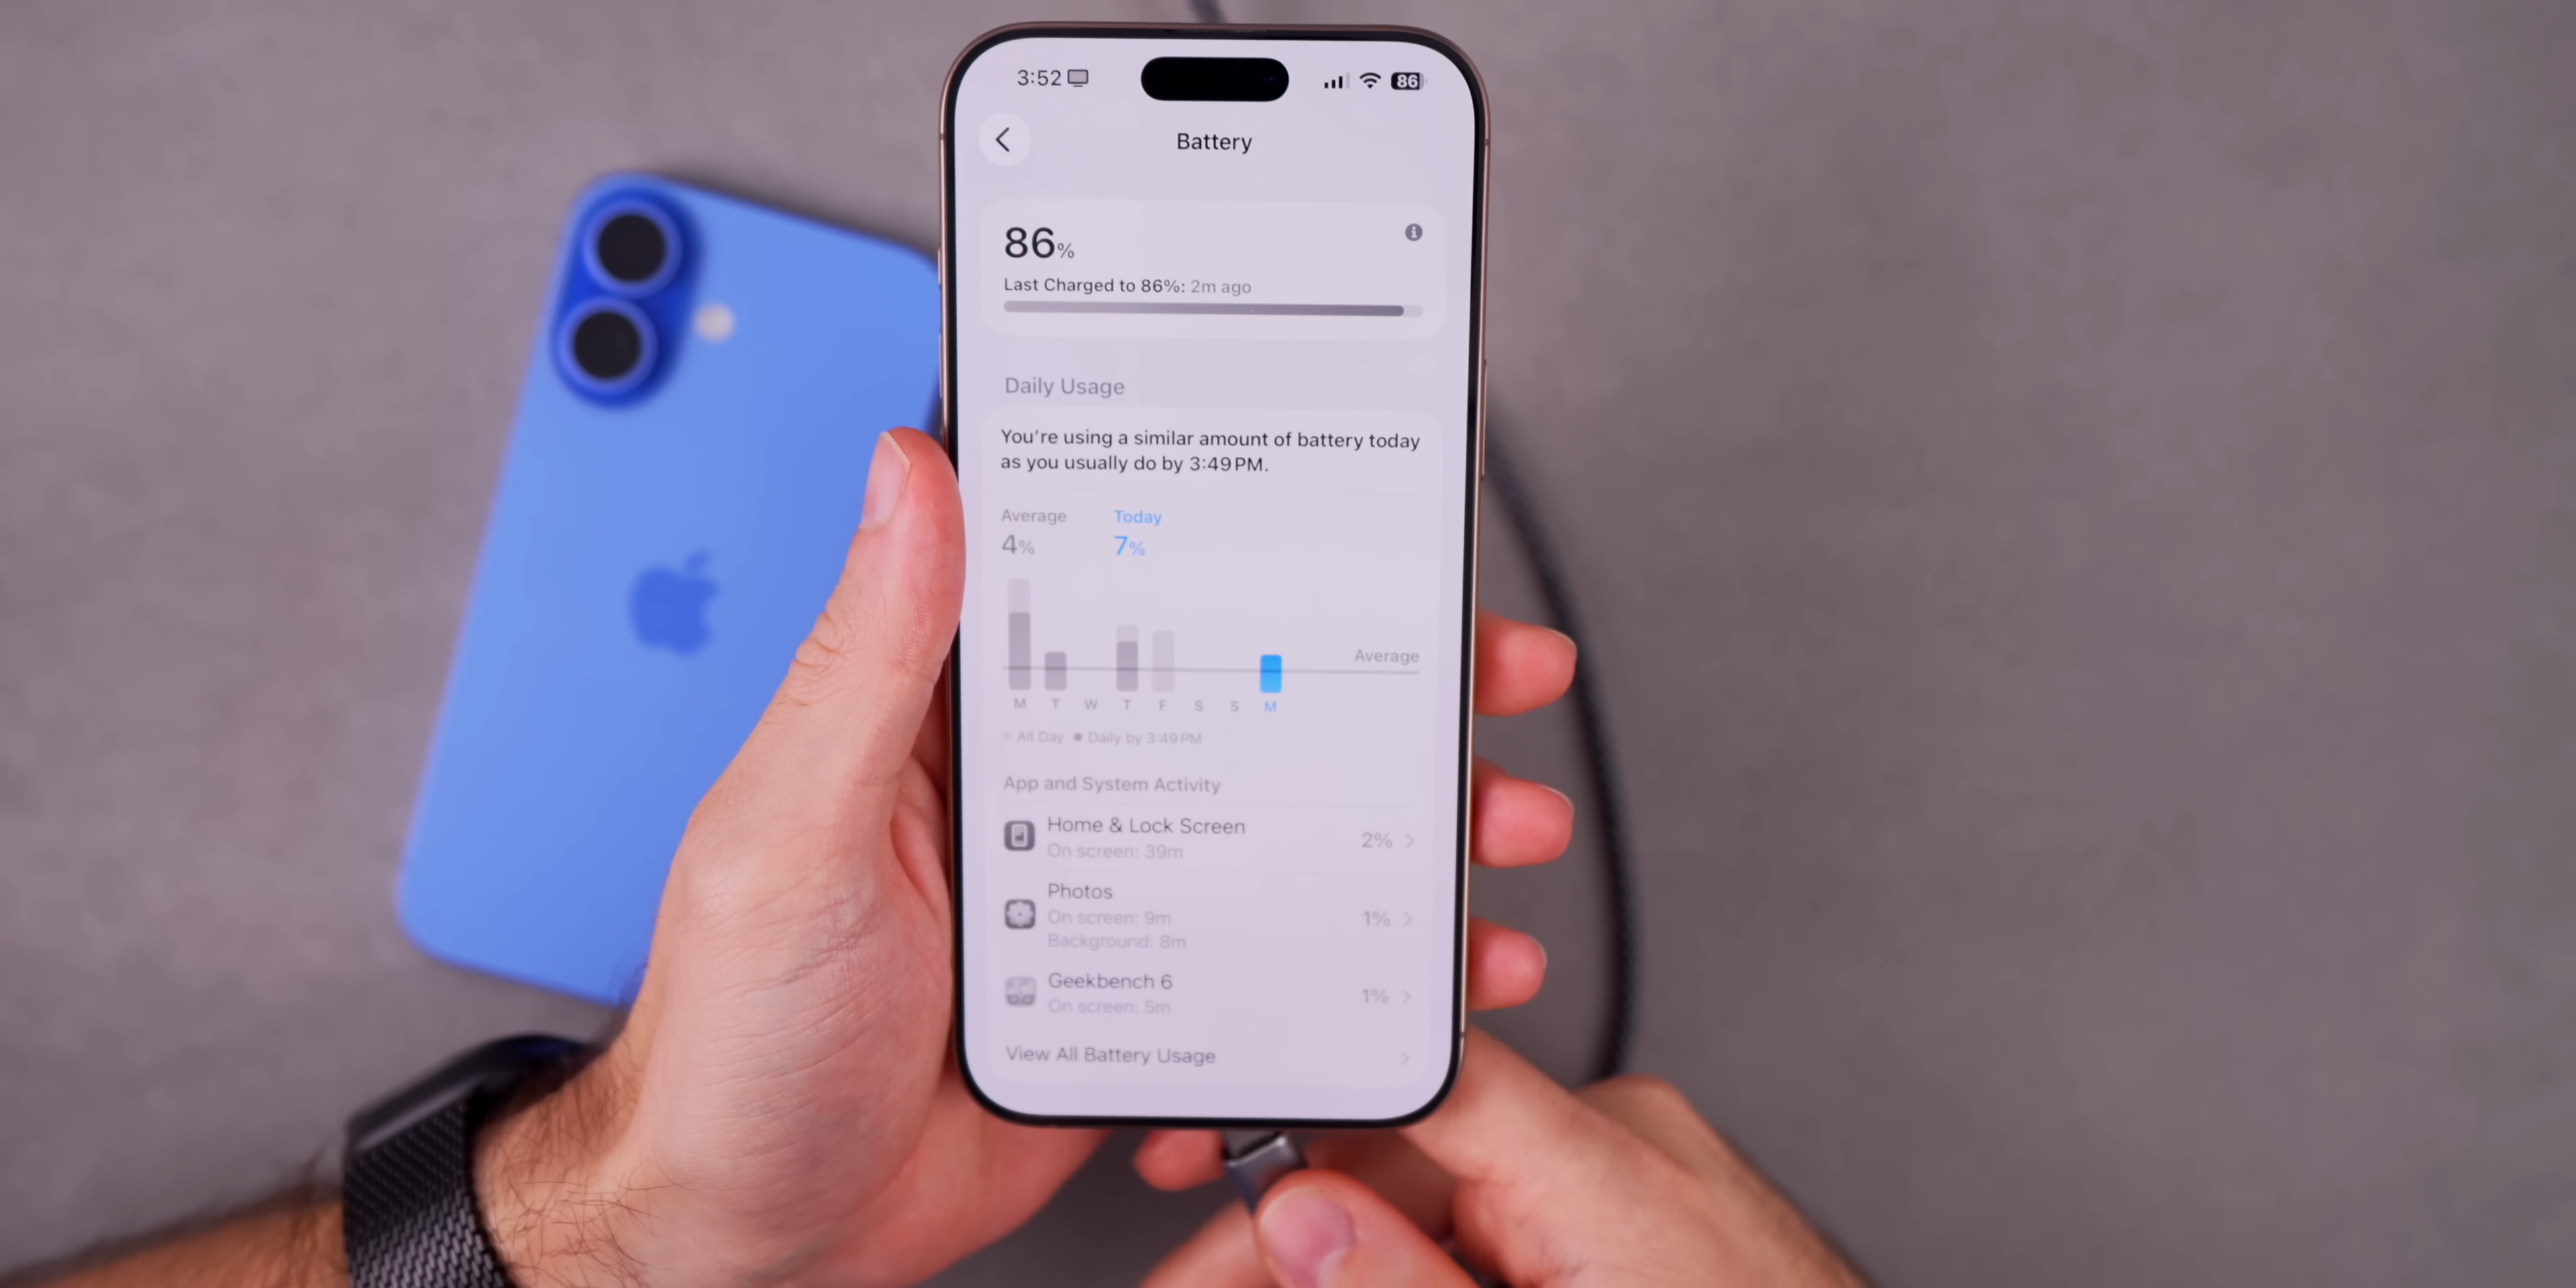 3:52
86
Battery
86%
Last Charged to 86%: 2m ago
Daily Usage
You're using a similar amount of battery today
as you usually do by 3:49 PM.
Average Today
4% 7%
Average
M T W T F S S M
All Day Daily by 3:49 PM
App and System Activity
Home & Lock Screen
2%
On screen: 39m
Photos
On screen: 9m
1%
Background: 8m
Geekbench 6
1%
On screen: 5m
View All Battery Usage